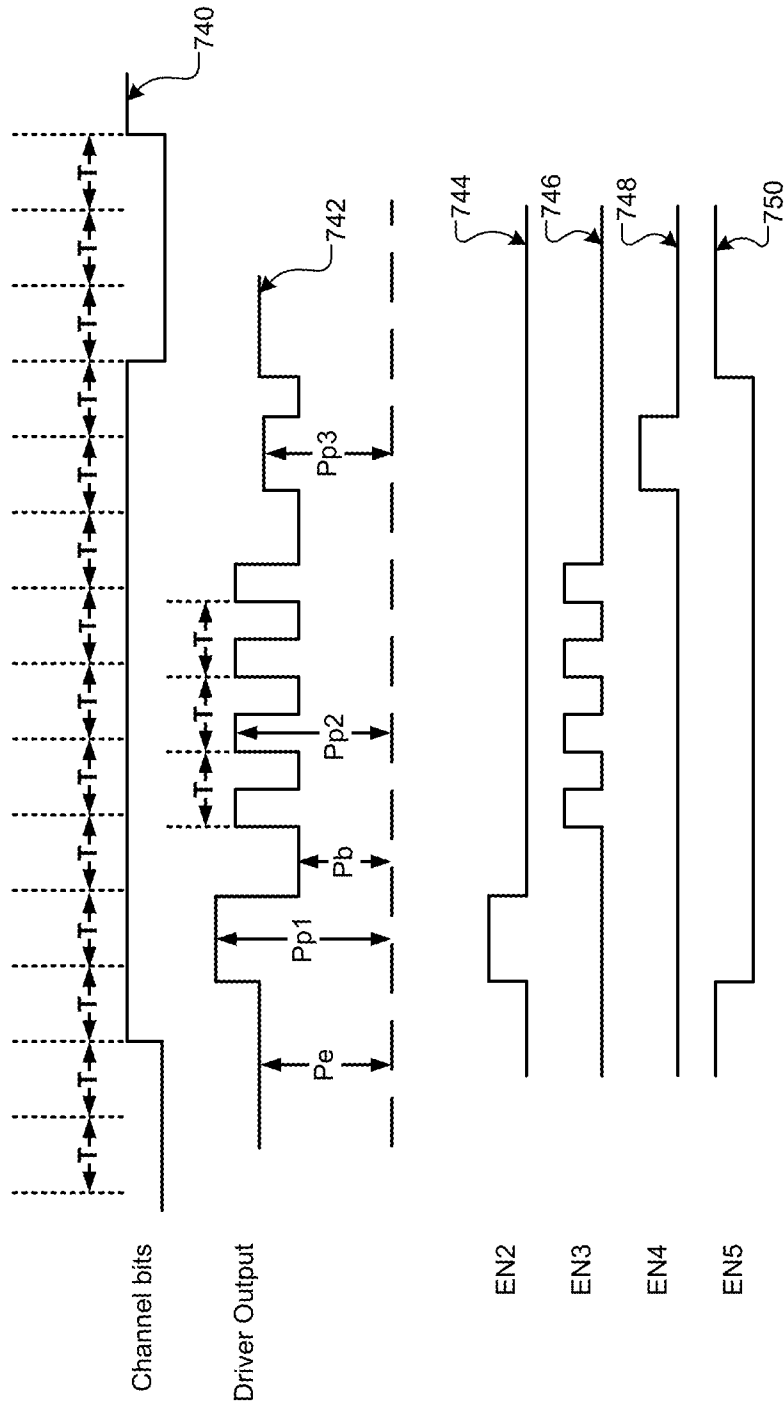 T T T T T T T T T T T T T T
Channel bits
740
T T T
Driver Output
Pe
Pp1
Pb
Pp2
Pp3
742
EN2
744
EN3
746
EN4
748
EN5
750